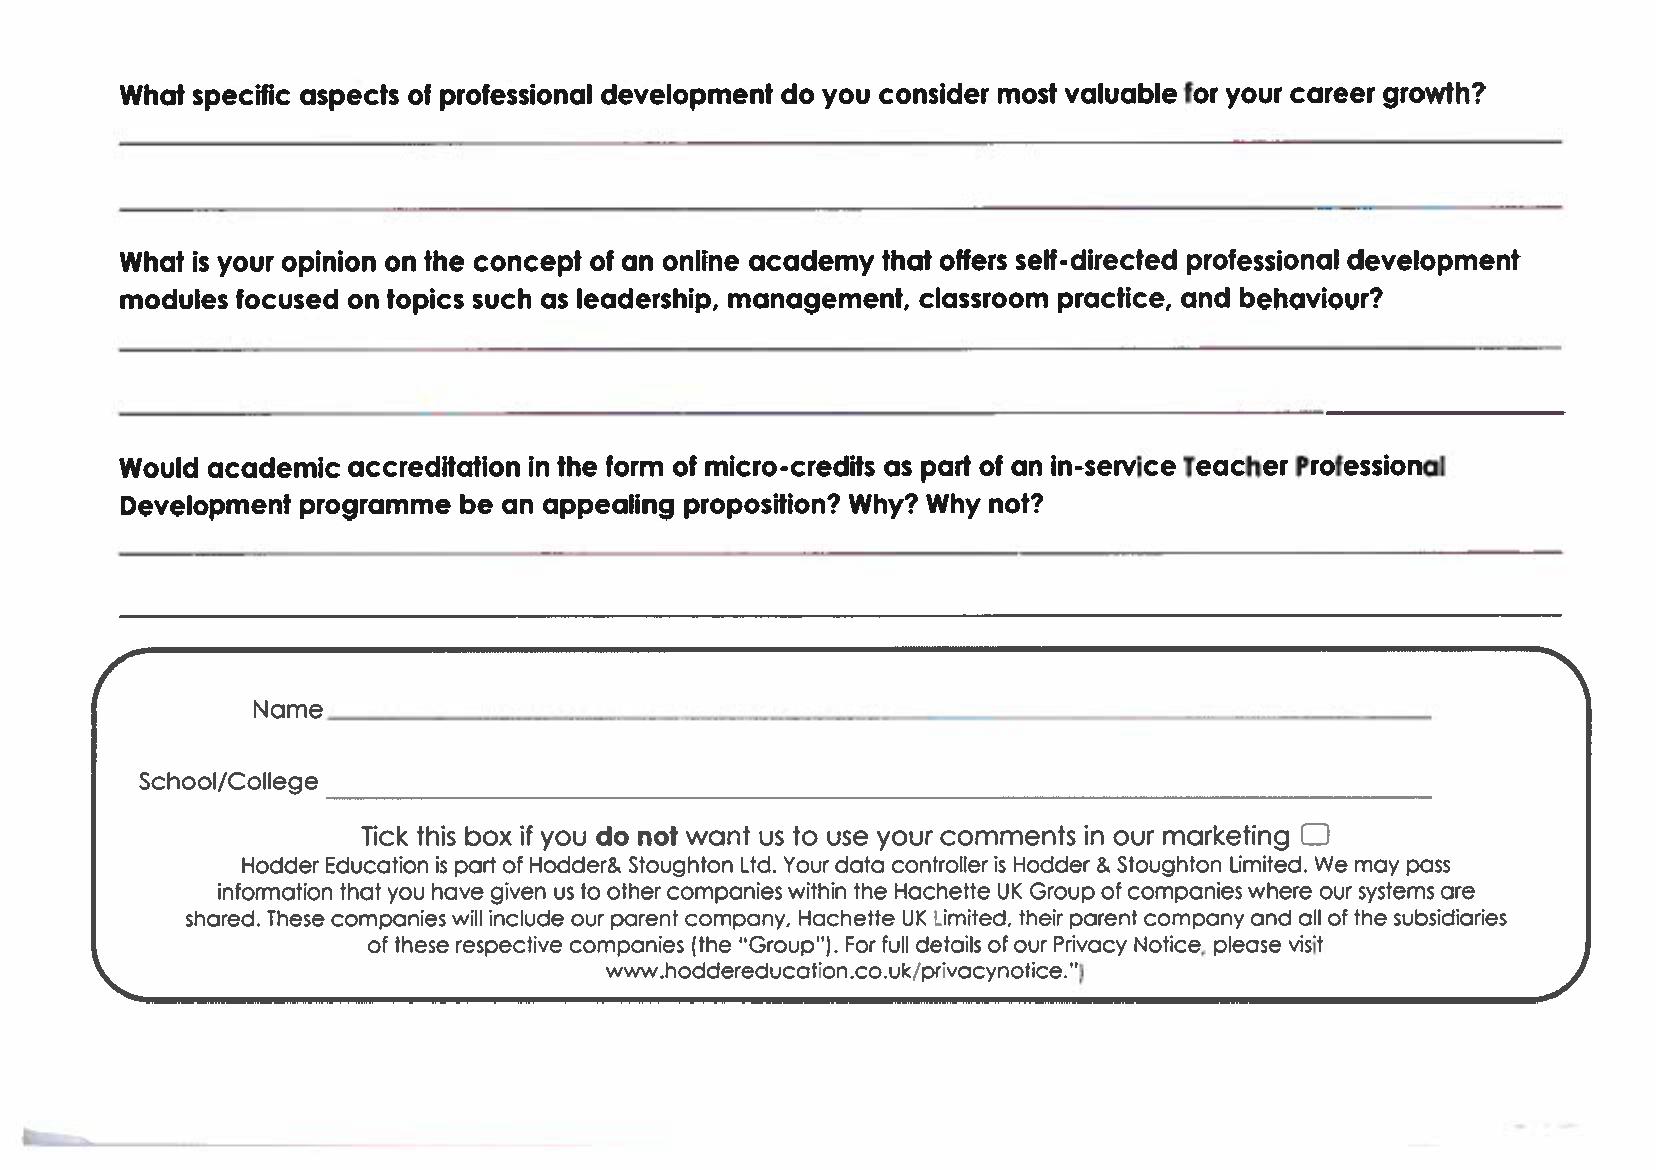 What specific aspects of professional development do you consider most valuable for your career growth?
What is your opinion on the concept of an online academy that offers self-directed professional development
modules focused on topics such as leadership, management, classroom practice, and behaviour?
Would academic accreditation in the form of micro-credits as part of an in-service Teacher Professional
Development programme be an appealing proposition? Why? Why not?
Name
School/College
Tick this box if you do not want us to use your comments in our marketing
Hodder Education is part of Hodder& Stoughton Ltd. Your data controller is Hodder & Stoughton Limited. We may pass
information that you have given us to other companies within the Hachette UK Group of companies where our systems are
shared. These companies will include our parent company, Hachette UK Limited, their parent company and all of the subsidiaries
of these respective companies (the "Group"). For full details of our Privacy Notice, please visit
www.hoddereducation.co.uk/privacynotice.")